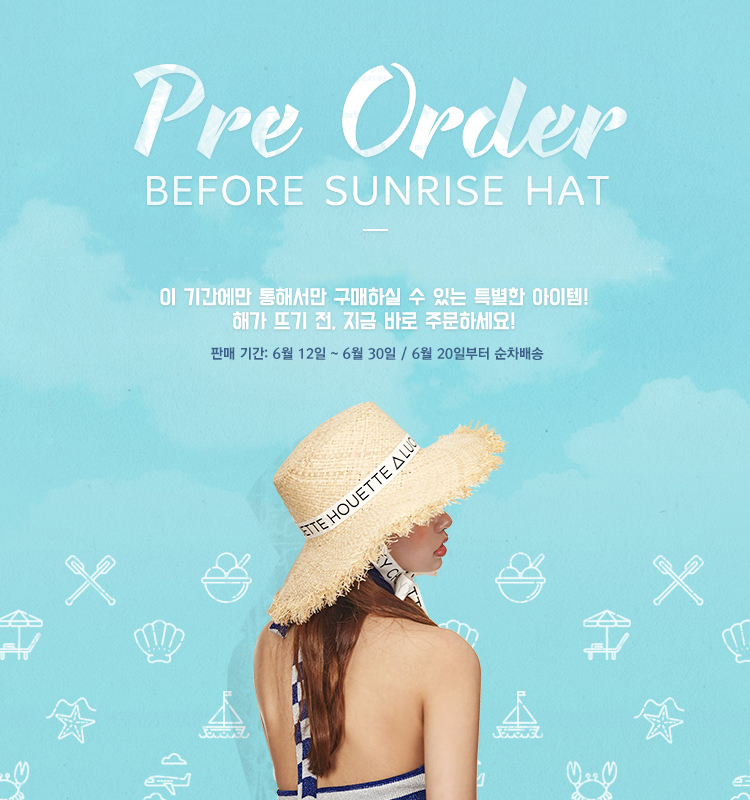 Pre Order
BEFORE SUNRISE HAT
이 기간에만 통해서만 구매하실 수 있는 특별한 아이템!
해가 뜨기 전, 지금 바로 주문하세요!
판매 기간: 6월 12일 ~ 6월 30일 / 6월 20일부터 순차배송
HOUETTE